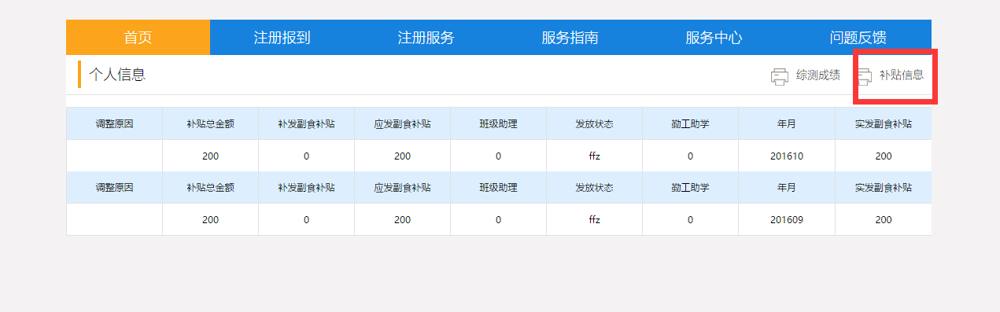 首页 注册报到 注册服务 服务指南 服务中心 问题反馈
个人信息 综测成绩 补贴信息
调整原因 补贴总金额 补发副食补贴 应发副食补贴 班级助理 发放状态 勤工助学 年月 实发副食补贴
200 0 200 0 ffz 0 201610 200
调整原因 补贴总金额 补发副食补贴 应发副食补贴 班级助理 发放状态 勤工助学 年月 实发副食补贴
200 0 200 0 ffz 0 201609 200